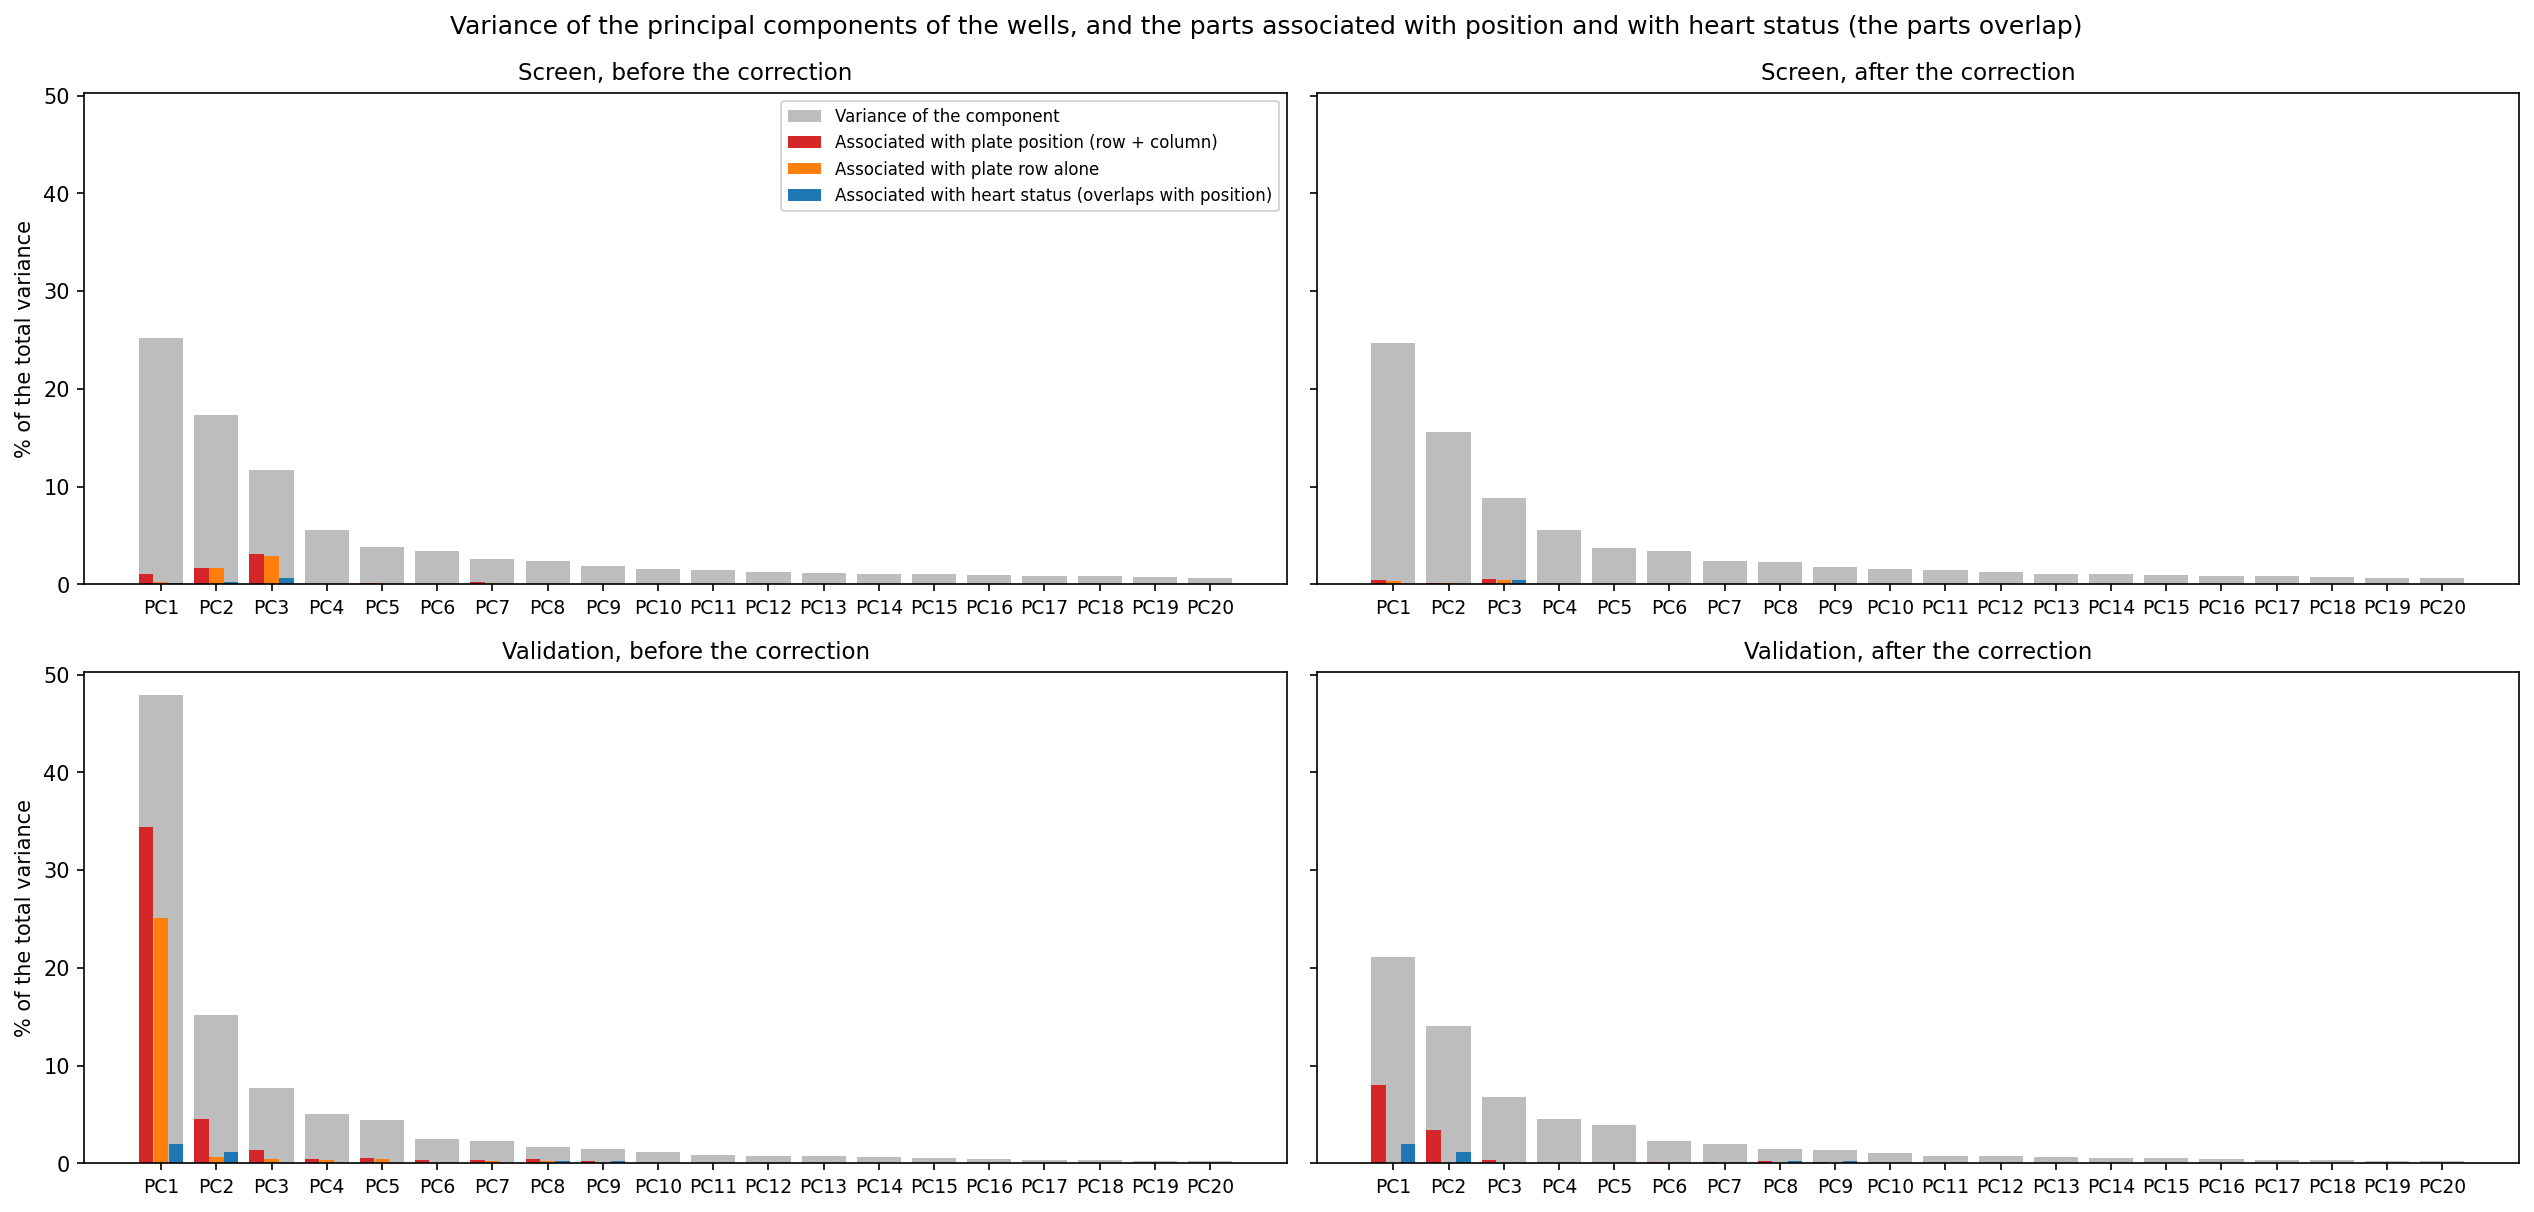 Variance of the principal components of the wells, and the parts associated with position and with heart status (the parts overlap)
Screen, before the correction
50
40
30
20
10
0
% of the total variance
Variance of the component
Associated with plate position (row + column)
Associated with plate row alone
Associated with heart status (overlaps with position)
PC1 PC2 PC3 PC4 PC5 PC6 PC7 PC8 PC9 PC10 PC11 PC12 PC13 PC14 PC15 PC16 PC17 PC18 PC19 PC20
Screen, after the correction
PC1 PC2 PC3 PC4 PC5 PC6 PC7 PC8 PC9 PC10 PC11 PC12 PC13 PC14 PC15 PC16 PC17 PC18 PC19 PC20
Validation, before the correction
50
40
30
20
10
0
% of the total variance
PC1 PC2 PC3 PC4 PC5 PC6 PC7 PC8 PC9 PC10 PC11 PC12 PC13 PC14 PC15 PC16 PC17 PC18 PC19 PC20
Validation, after the correction
PC1 PC2 PC3 PC4 PC5 PC6 PC7 PC8 PC9 PC10 PC11 PC12 PC13 PC14 PC15 PC16 PC17 PC18 PC19 PC20